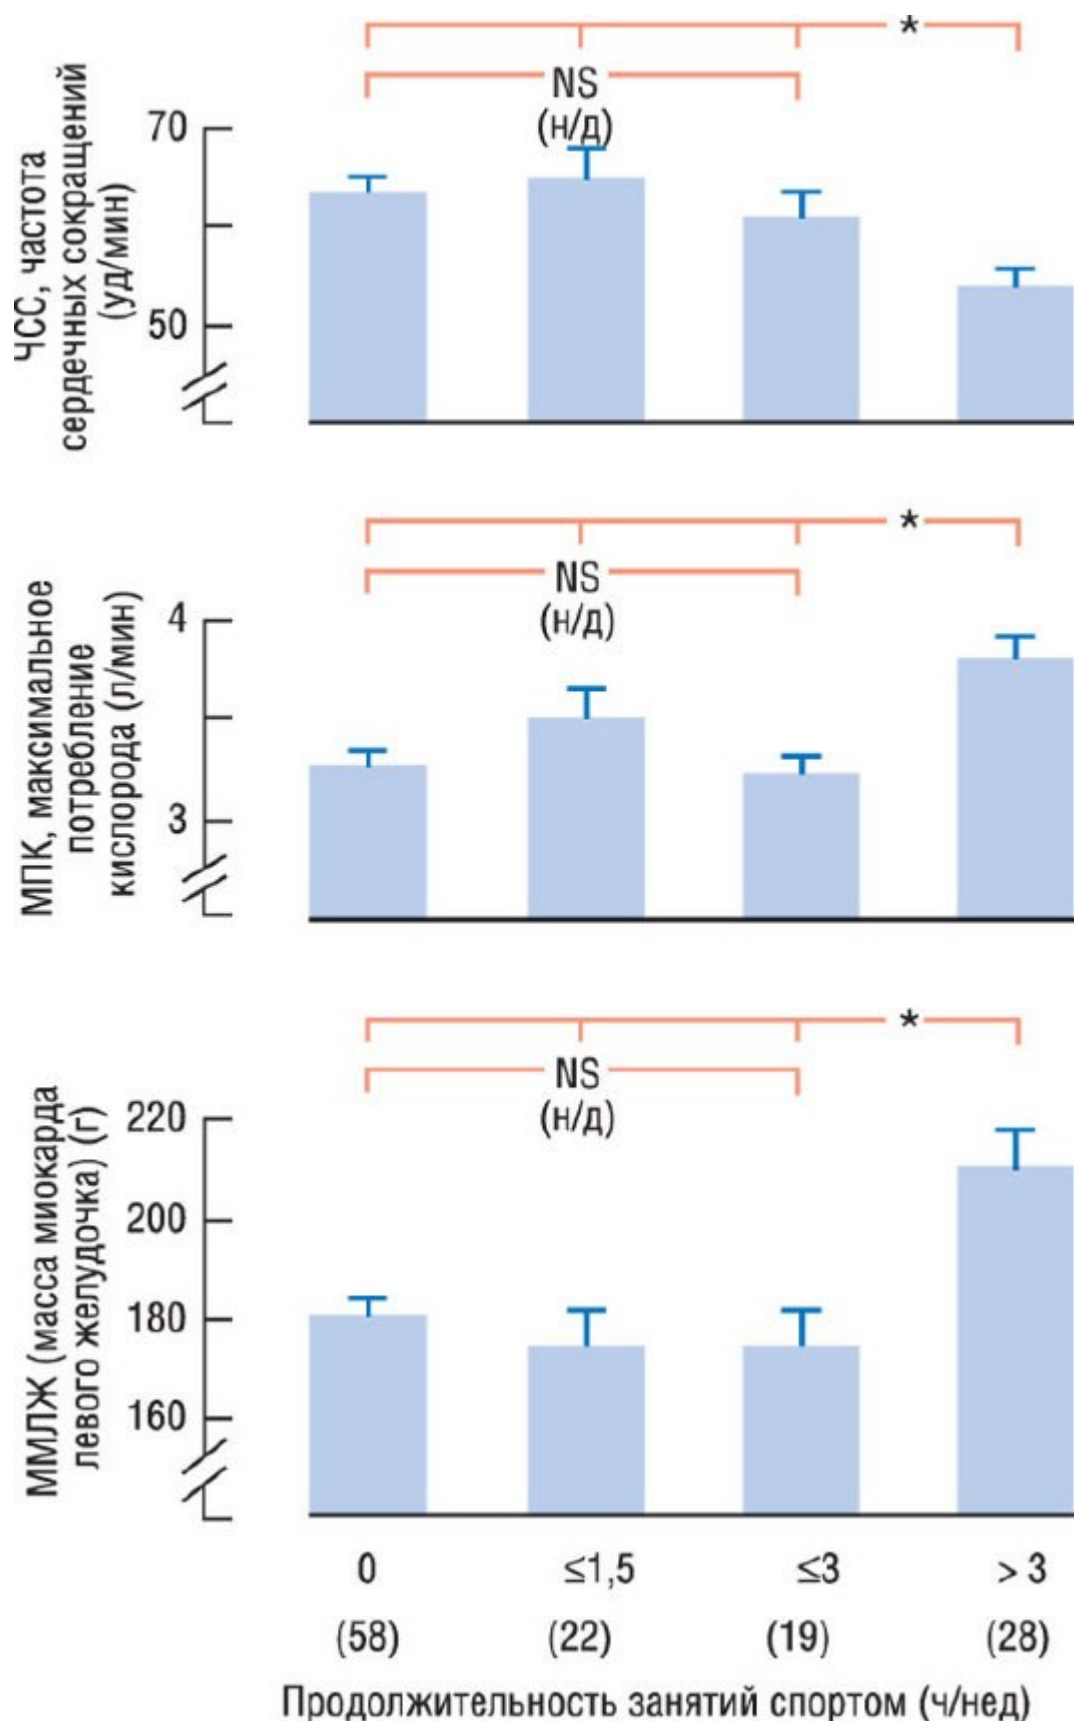 *
NS
(н/д)
ЧСС, частота
сердечных сокращений
(уд/мин)
70
50
*
NS
(н/д)
МПК, максимальное
потребление
кислорода (л/мин)
4
3
*
NS
(н/д)
ММЛЖ (масса миокарда
левого желудочка) (г)
220
200
180
160
0 ≤1,5 ≤3 > 3
(58) (22) (19) (28)
Продолжительность занятий спортом (ч/нед)